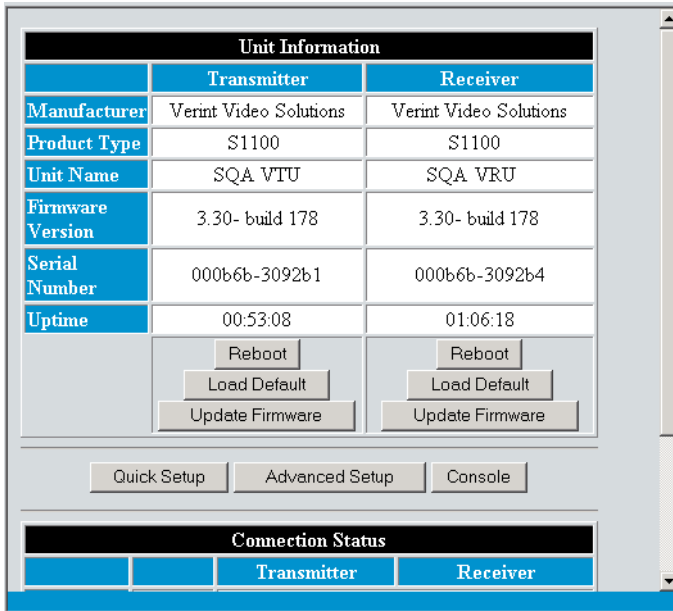 Unit Information
Transmitter Receiver
Manufacturer Verint Video Solutions Verint Video Solutions
Product Type S1100 S1100
Unit Name SQA VTU SQA VRU
Firmware
Version 3.30- build 178 3.30- build 178
Serial
Number 000b6b-3092b1 000b6b-3092b4
Uptime 00:53:08 01:06:18
Reboot Reboot
Load Default Load Default
Update Firmware Update Firmware
Quick Setup Advanced Setup Console
Connection Status
Transmitter Receiver